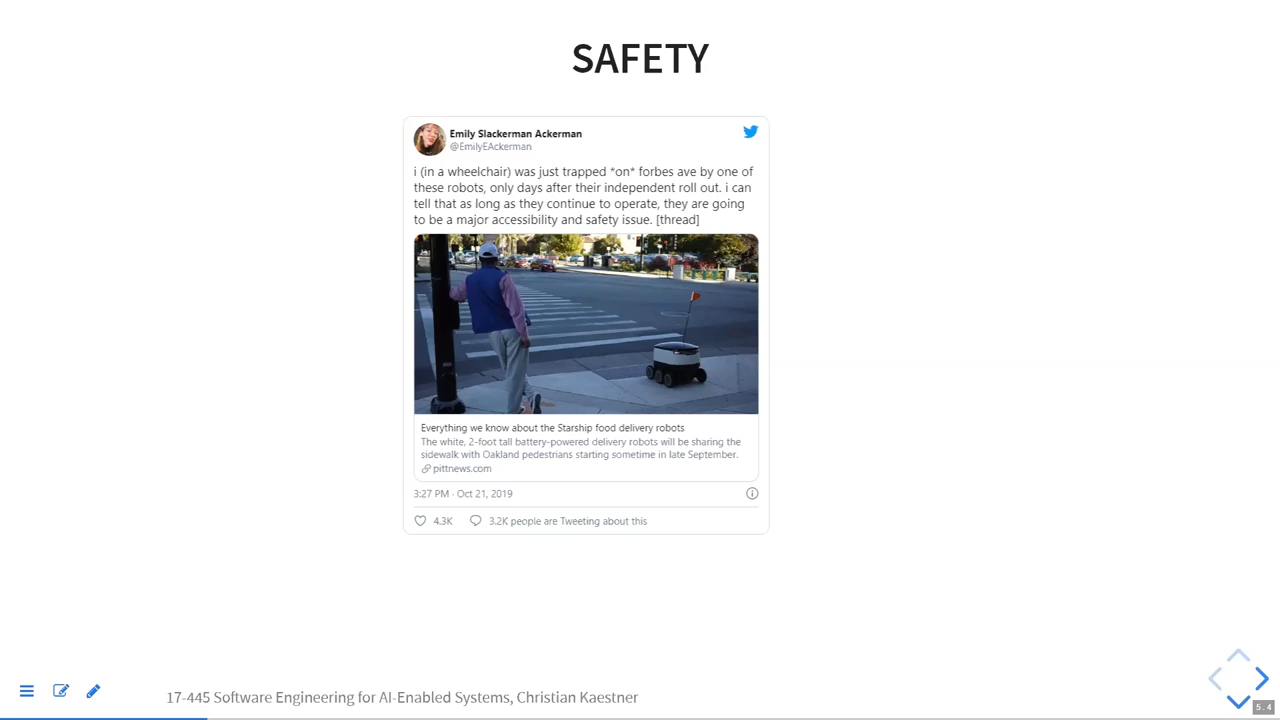 SAFETY
Emily Slackerman Ackerman
@EmilyEAckerman
i (in a wheelchair) was just trapped *on* forbes ave by one of
these robots, only days after their independent roll out. i can
tell that as long as they continue to operate, they are going
to be a major accessibility and safety issue. [thread]
Everything we know about the Starship food delivery robots
The white, 2-foot tall battery-powered delivery robots will be sharing the
sidewalk with Oakland pedestrians starting sometime in late September.
pittnews.com
3:27 PM · Oct 21, 2019
4.3K 3.2K people are Tweeting about this
17-445 Software Engineering for AI-Enabled Systems, Christian Kaestner
5.4